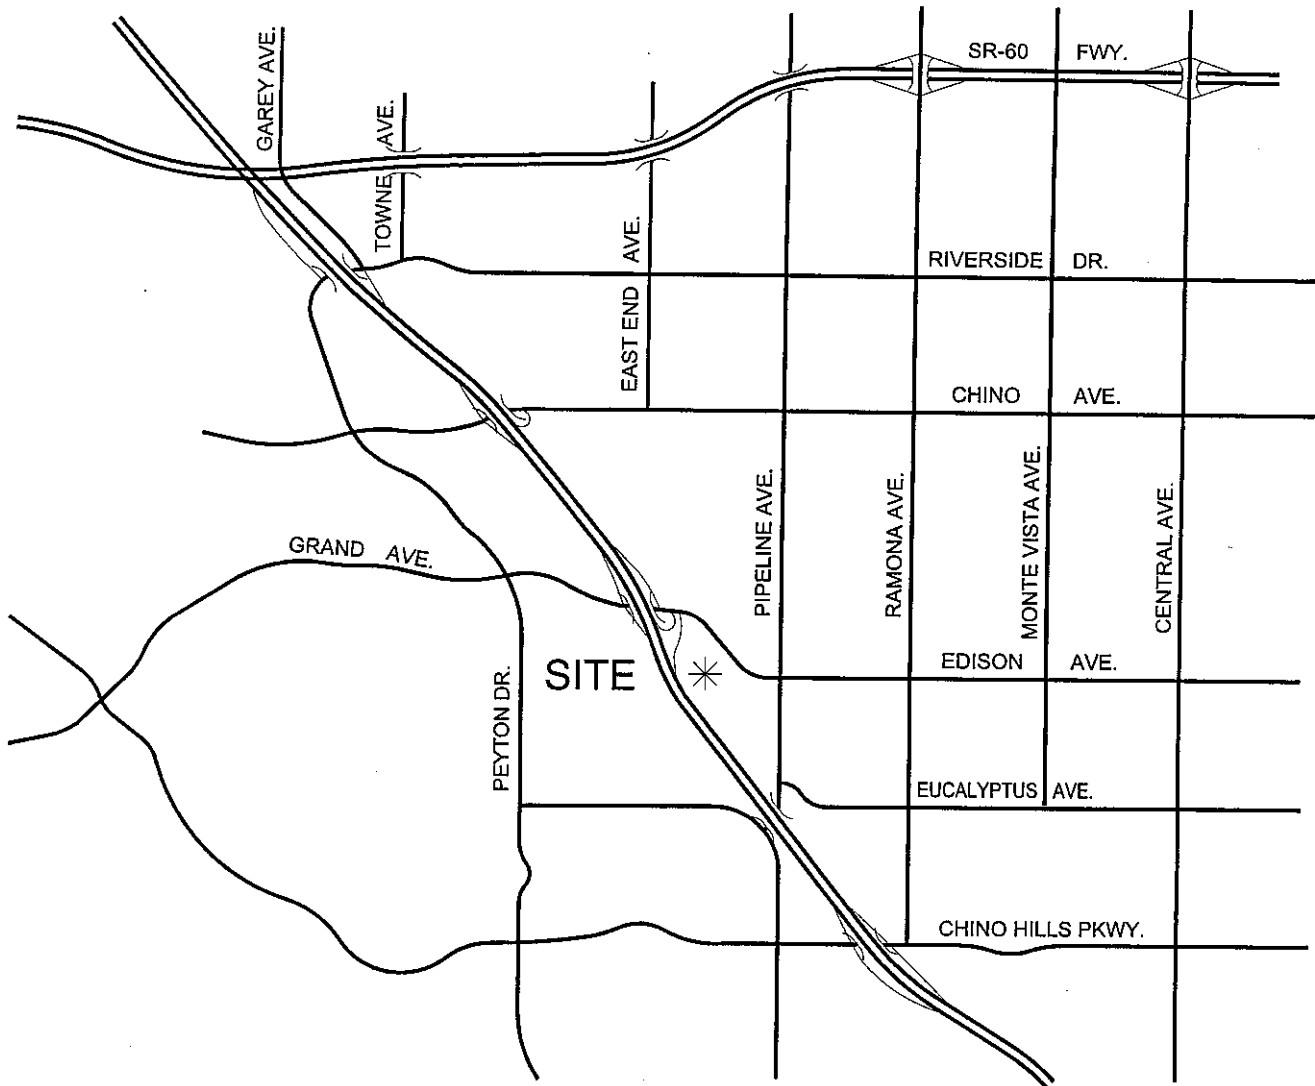 SR-60 FWY.
GAREY AVE.
TOWNE AVE.
EAST END AVE.
RIVERSIDE DR.
CHINO AVE.
PIPELINE AVE.
RAMONA AVE.
MONTE VISTA AVE.
CENTRAL AVE.
GRAND AVE.
SITE
EDISON AVE.
PEYTON DR.
EUCALYPTUS AVE.
CHINO HILLS PKWY.